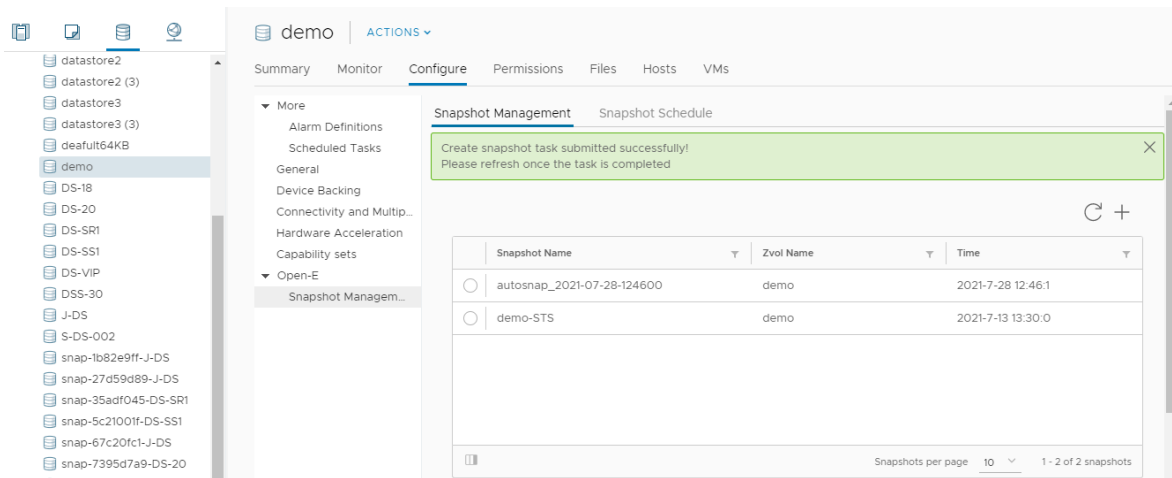 demo
ACTIONS
Summary Monitor Configure Permissions Files Hosts VMs
datastore2
datastore2 (3)
datastore3
datastore3 (3)
deafult64KB
demo
DS-18
DS-20
DS-SR1
DS-SS1
DS-VIP
DSS-30
J-DS
S-DS-002
snap-1b82e9ff-J-DS
snap-27d59d89-J-DS
snap-35adf045-DS-SR1
snap-5c21001f-DS-SS1
snap-67c20fc1-J-DS
snap-7395d7a9-DS-20
More
Alarm Definitions
Scheduled Tasks
General
Device Backing
Connectivity and Multip...
Hardware Acceleration
Capability sets
Open-E
Snapshot Managem...
Snapshot Management Snapshot Schedule
Create snapshot task submitted successfully!
Please refresh once the task is completed
Snapshot Name Zvol Name Time
autosnap_2021-07-28-124600 demo 2021-7-28 12:46:1
demo-STS demo 2021-7-13 13:30:0
Snapshots per page 10 1 - 2 of 2 snapshots